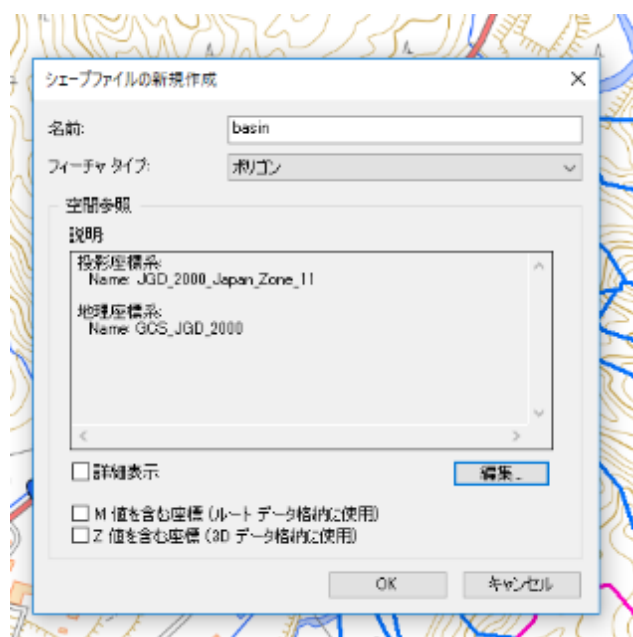 シェープファイルの新規作成
名前: basin
フィーチャ タイプ: ポリゴン
空間参照
説明:
投影座標系:
Name: JGD_2000_Japan_Zone_11
地理座標系:
Name: GCS_JGD_2000
詳細表示
編集...
M 値を含む座標 (ルート データ格納に使用)
Z 値を含む座標 (3D データ格納に使用)
OK キャンセル